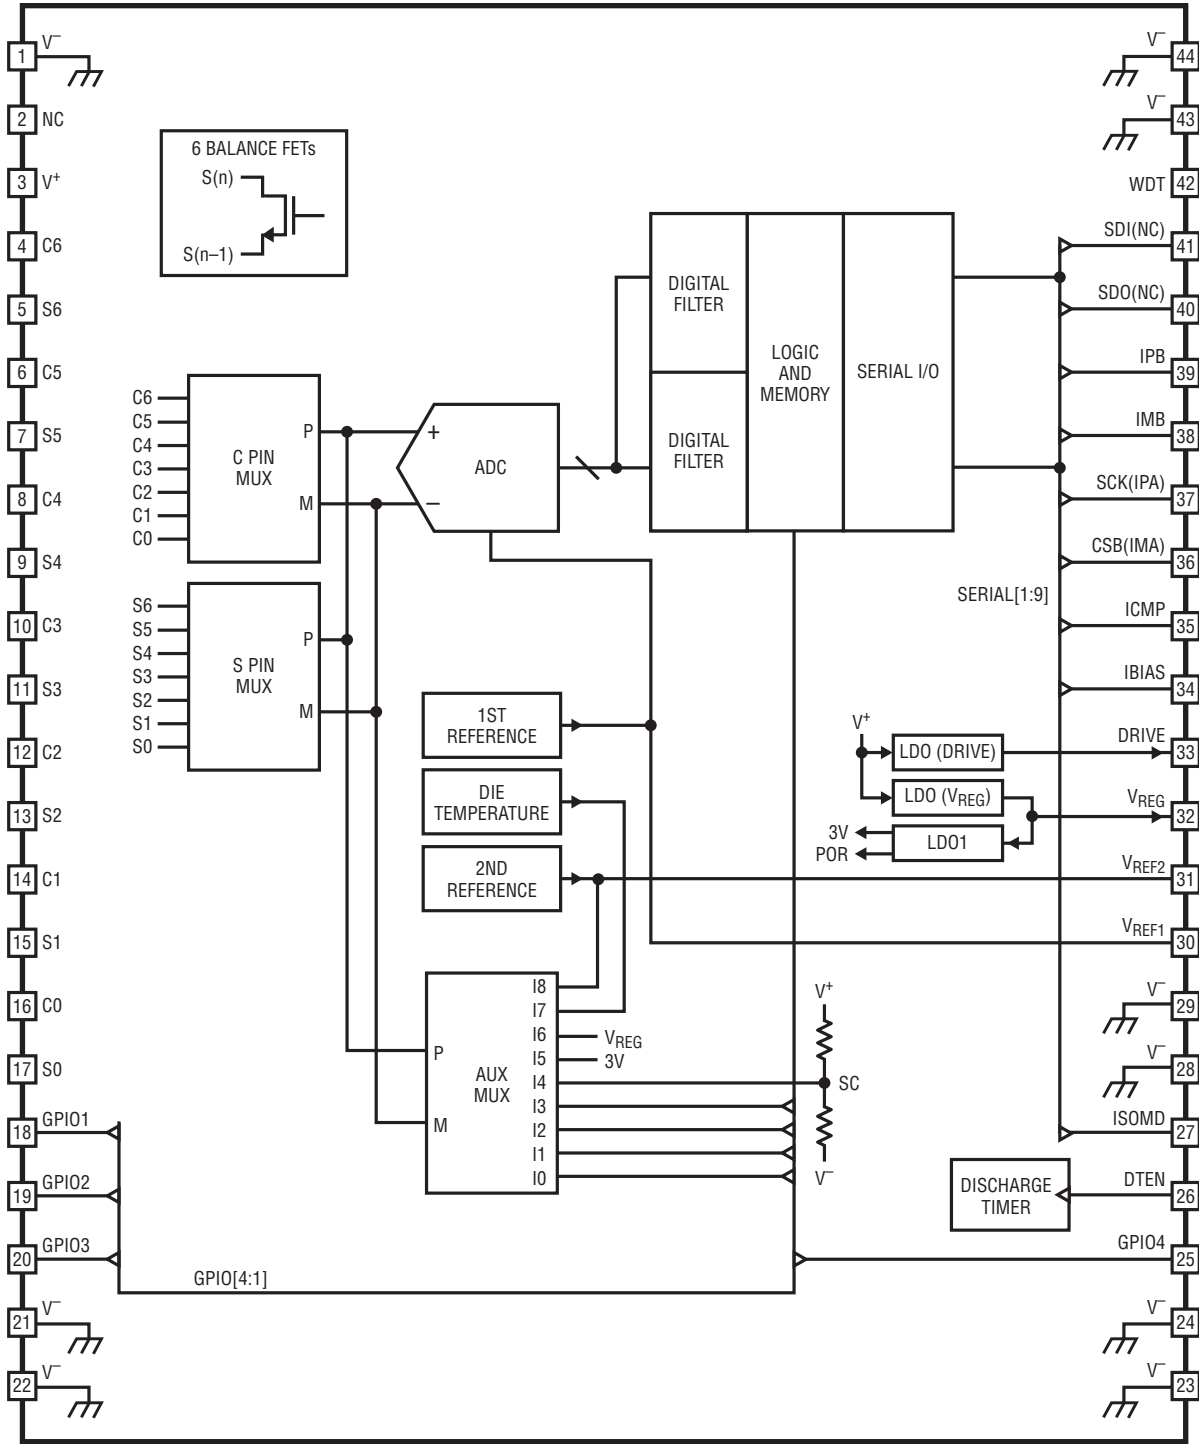 1 V–
2 NC
3 V+
4 C6
5 S6
6 C5
7 S5
8 C4
9 S4
10 C3
11 S3
12 C2
13 S2
14 C1
15 S1
16 C0
17 S0
18 GPIO1
19 GPIO2
20 GPIO3
21 V–
22 V–
6 BALANCE FETs
S(n)
S(n–1)
C6
C5
C4
C3
C2
C1
C0
C PIN
MUX
P
M
S6
S5
S4
S3
S2
S1
S0
S PIN
MUX
P
M
+
–
ADC
DIGITAL
FILTER
DIGITAL
FILTER
LOGIC
AND
MEMORY
SERIAL I/O
SERIAL[1:9]
1ST
REFERENCE
DIE
TEMPERATURE
2ND
REFERENCE
V+
LDO (DRIVE)
LDO (VREG)
3V
POR
LDO1
P
M
AUX
MUX
I8
I7
I6
I5
I4
I3
I2
I1
I0
VREG
3V
V+
SC
V–
DISCHARGE
TIMER
GPIO[4:1]
V– 44
V– 43
WDT 42
SDI(NC) 41
SDO(NC) 40
IPB 39
IMB 38
SCK(IPA) 37
CSB(IMA) 36
ICMP 35
IBIAS 34
DRIVE 33
VREG 32
VREF2 31
VREF1 30
V– 29
V– 28
ISOMD 27
DTEN 26
GPIO4 25
V– 24
V– 23